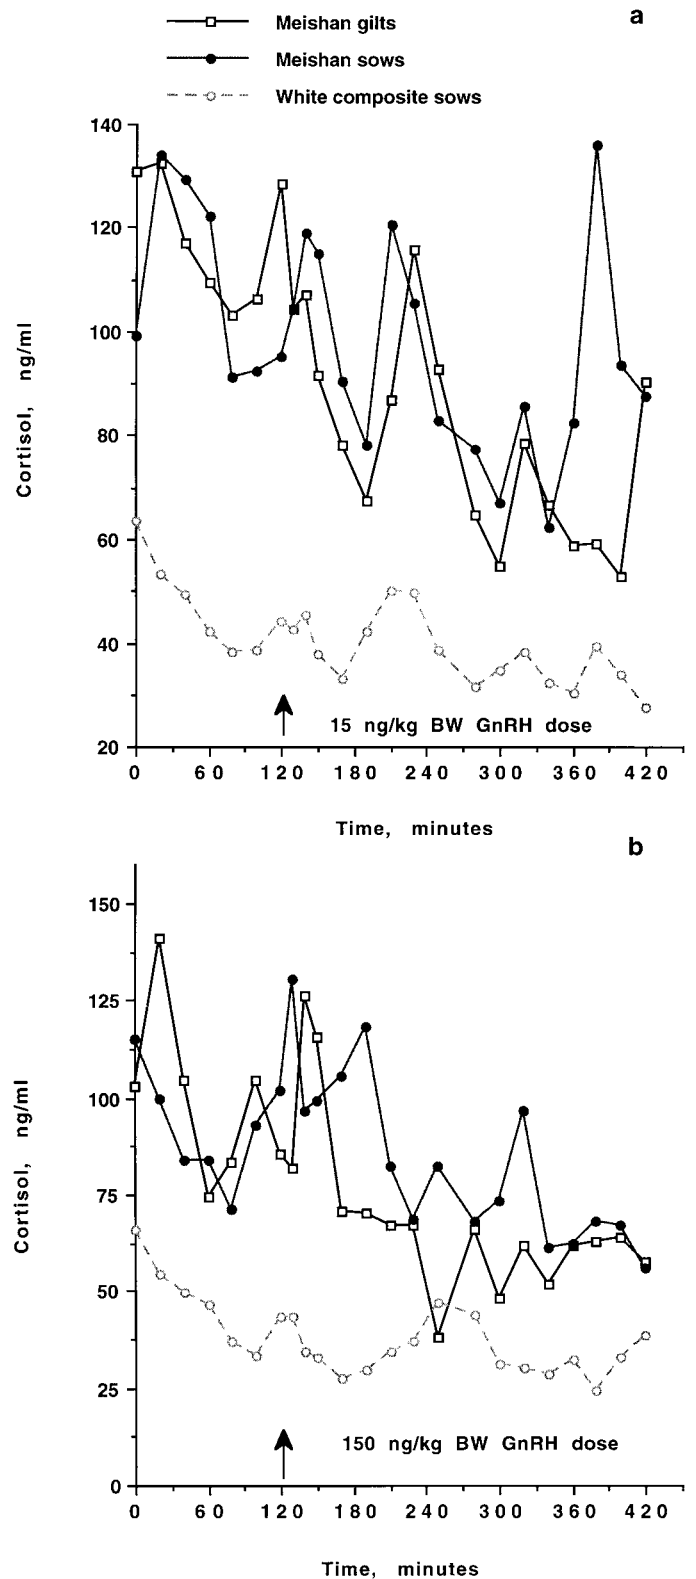 a
Meishan gilts
Meishan sows
White composite sows
140
120
100
80
60
40
20
Cortisol, ng/ml
15 ng/kg BW GnRH dose
0 60 120 180 240 300 360 420
Time, minutes
b
150
125
100
75
50
25
0
Cortisol, ng/ml
150 ng/kg BW GnRH dose
0 60 120 180 240 300 360 420
Time, minutes